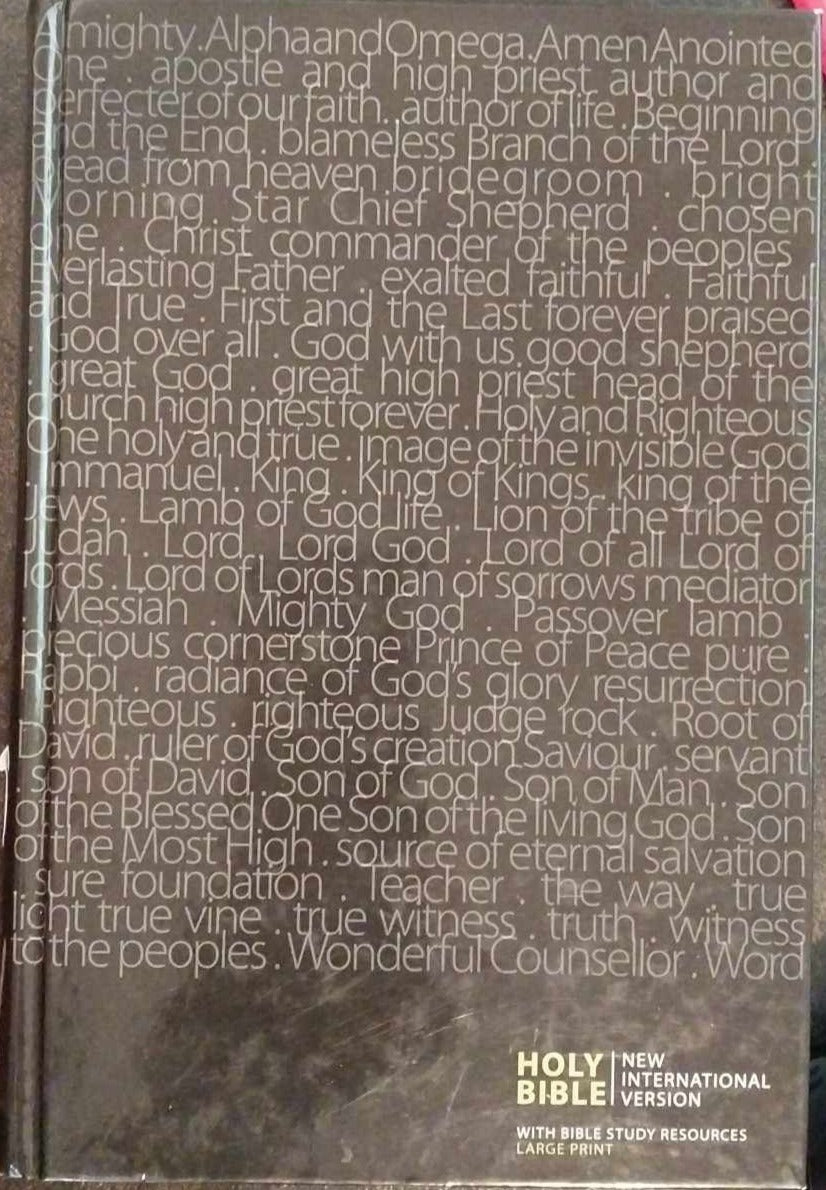 Almighty.Alpha and Omega.Amen Anointed
One . apostle and high priest author and
perfecter of our faith. author of life . Beginning
and the End . blameless Branch of the Lord
bread from heaven bridegroom . bright
Morning Star Chief Shepherd . chosen
one . Christ commander of the peoples
Everlasting Father . exalted faithful . Faithful
and True . First and the Last forever praised
. God over all . God with us.good shepherd
. great God . great high priest head of the
church high priest forever . Holy and Righteous
One holy and true . image of the invisible God
. Immanuel . King . King of Kings king of the
Jews . Lamb of God life . Lion of the tribe of
Judah . Lord Lord God . Lord of all Lord of
lords . Lord of Lords man of sorrows mediator
. Messiah . Mighty God . Passover lamb .
precious cornerstone Prince of Peace pure .
Rabbi . radiance of God's glory resurrection
Righteous . righteous Judge rock . Root of
David . ruler of God's creation Saviour servant
. son of David Son of God . Son of Man . Son
of the Blessed One Son of the living God . Son
of the Most High . source of eternal salvation
. sure foundation . Teacher . the way . true
light true vine . true witness . truth . witness
to the peoples . Wonderful Counsellor . Word
HOLY BIBLE | NEW INTERNATIONAL VERSION
WITH BIBLE STUDY RESOURCES
LARGE PRINT